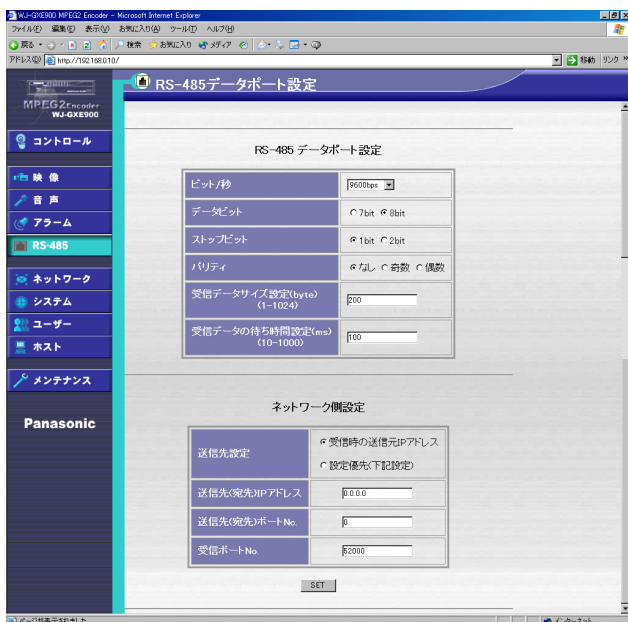 WJ-GXE900 MPEG2 Encoder - Microsoft Internet Explorer
ファイル(F) 編集(E) 表示(V) お気に入り(A) ツール(T) ヘルプ(H)
戻る 検索 お気に入り メディア
アドレス(D) http://192.168.0.10/ 移動 リンク »
RS-485データポート設定
MPEG2Encoder
WJ-GXE900
コントロール
映 像
音 声
アラーム
RS-485
ネットワーク
システム
ユーザー
ホスト
メンテナンス
Panasonic
RS-485 データポート設定
ビット/秒 9600bps
データビット 7bit 8bit
ストップビット 1bit 2bit
パリティ なし 奇数 偶数
受信データサイズ設定(byte)
(1-1024) 200
受信データの待ち時間設定(ms)
(10-1000) 100
ネットワーク側設定
送信先設定 受信時の送信元IPアドレス
設定優先(下記設定)
送信先(宛先)IPアドレス 0.0.0.0
送信先(宛先)ポートNo. 0
受信ポートNo. 52000
SET
ページが表示されました インターネット